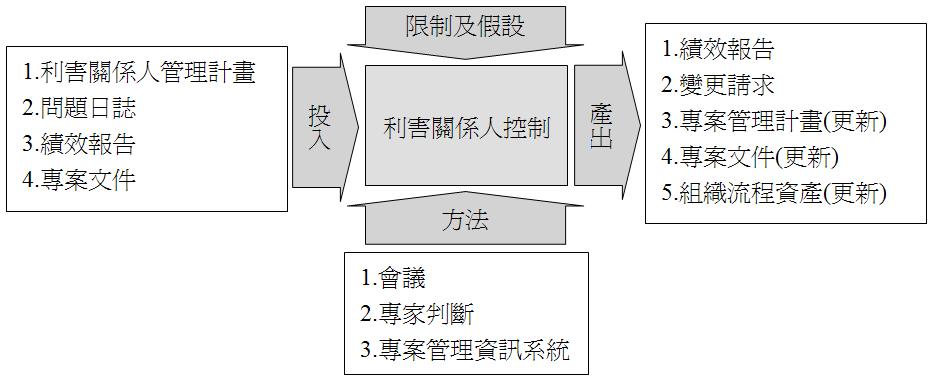 限制及假設
1.利害關係人管理計畫
2.問題日誌
3.績效報告
4.專案文件
投入
利害關係人控制
產出
1.績效報告
2.變更請求
3.專案管理計畫(更新)
4.專案文件(更新)
5.組織流程資產(更新)
方法
1.會議
2.專家判斷
3.專案管理資訊系統